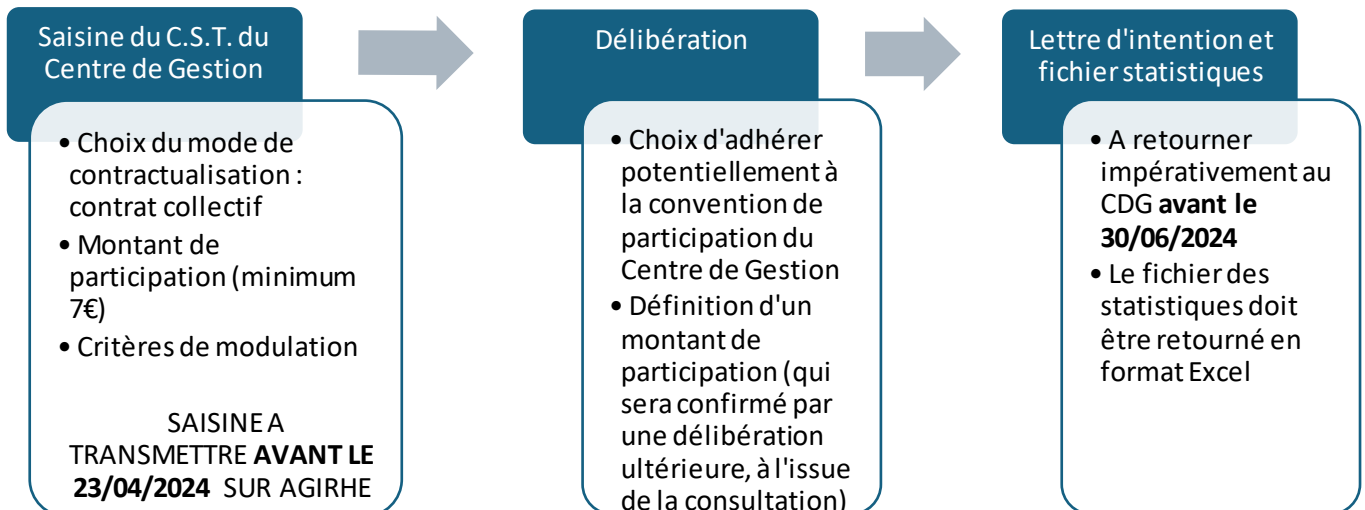 Saisine du C.S.T. du
Centre de Gestion
• Choix du mode de
contractualisation :
contrat collectif
• Montant de
participation (minimum
7€)
• Critères de modulation
SAISINE A
TRANSMETTRE AVANT LE
23/04/2024 SUR AGIRHE
Délibération
• Choix d'adhérer
potentiellement à
la convention de
participation du
Centre de Gestion
• Définition d'un
montant de
participation (qui
sera confirmé par
une délibération
ultérieure, à l'issue
de la consultation)
Lettre d'intention et
fichier statistiques
• A retourner
impérativement au
CDG avant le
30/06/2024
• Le fichier des
statistiques doit
être retourné en
format Excel